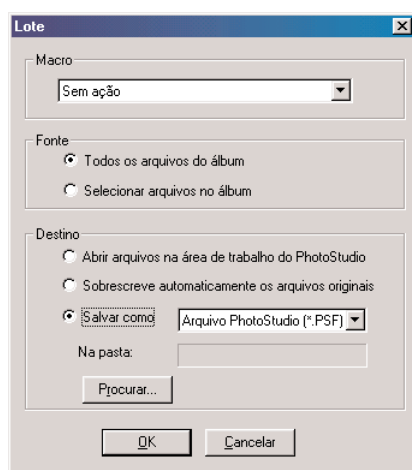 Lote
Macro
Sem ação
Fonte
Todos os arquivos do álbum
Selecionar arquivos no álbum
Destino
Abrir arquivos na área de trabalho do PhotoStudio
Sobrescreve automaticamente os arquivos originais
Salvar como Arquivo PhotoStudio (*.PSF)
Na pasta:
Procurar...
OK Cancelar